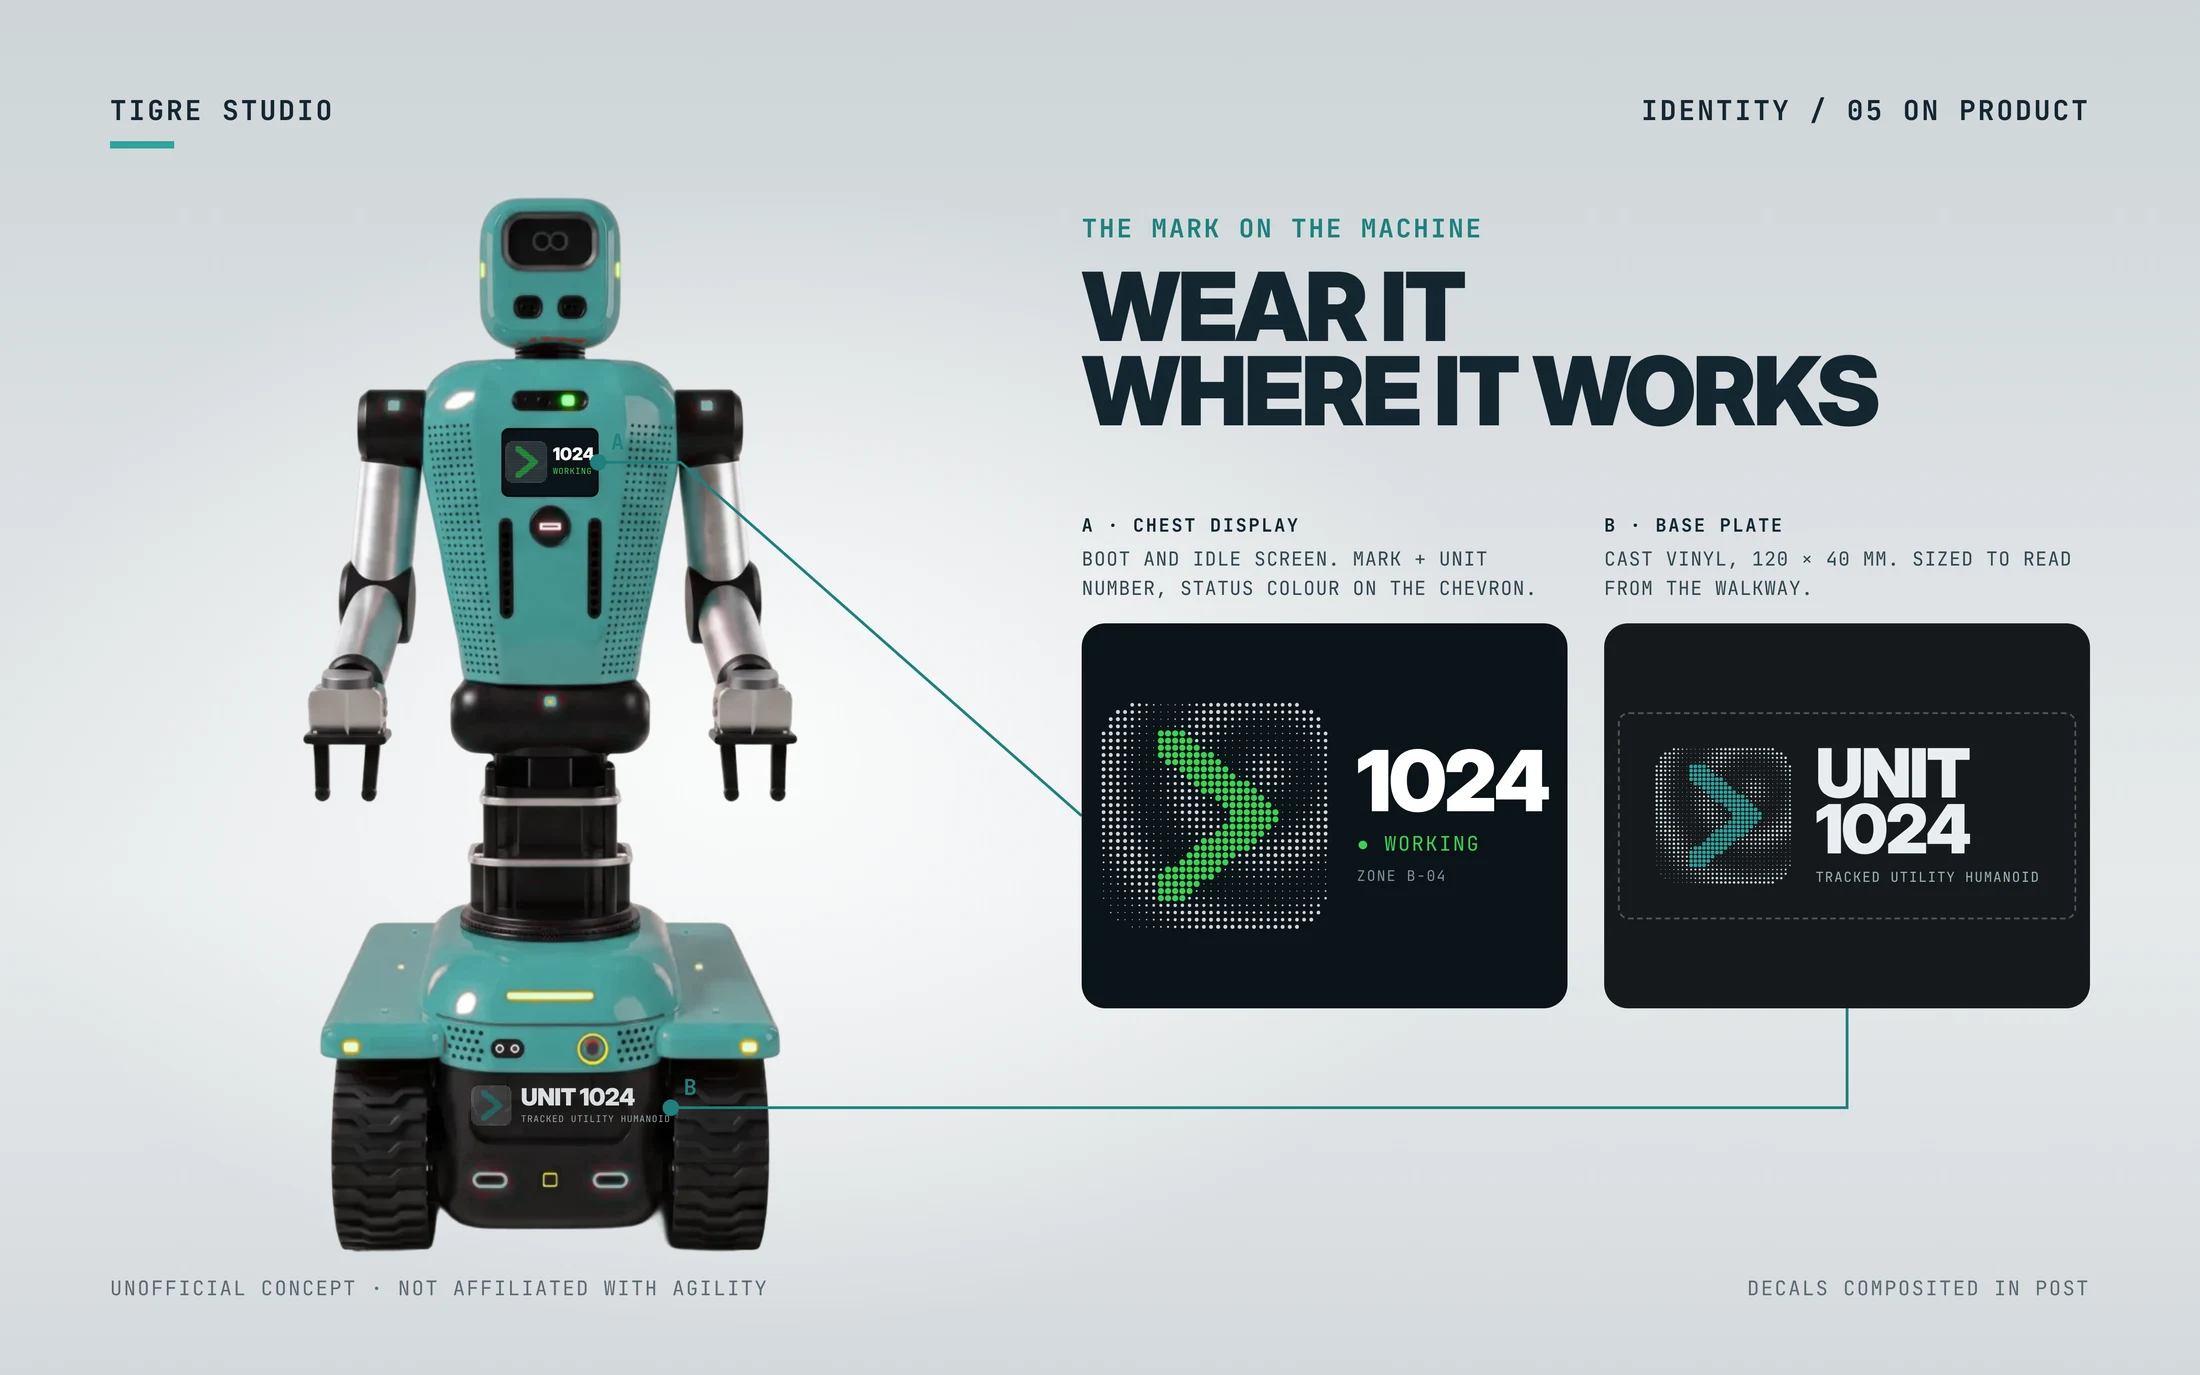 TIGRE STUDIO
IDENTITY / 05 ON PRODUCT
THE MARK ON THE MACHINE
WEAR IT
WHERE IT WORKS
A · CHEST DISPLAY
BOOT AND IDLE SCREEN. MARK + UNIT
NUMBER, STATUS COLOUR ON THE CHEVRON.
B · BASE PLATE
CAST VINYL, 120 × 40 MM. SIZED TO READ
FROM THE WALKWAY.
1024
WORKING
A
1024
• WORKING
ZONE B-04
UNIT
1024
TRACKED UTILITY HUMANOID
UNIT 1024
TRACKED UTILITY HUMANOID
B
UNOFFICIAL CONCEPT · NOT AFFILIATED WITH AGILITY
DECALS COMPOSITED IN POST